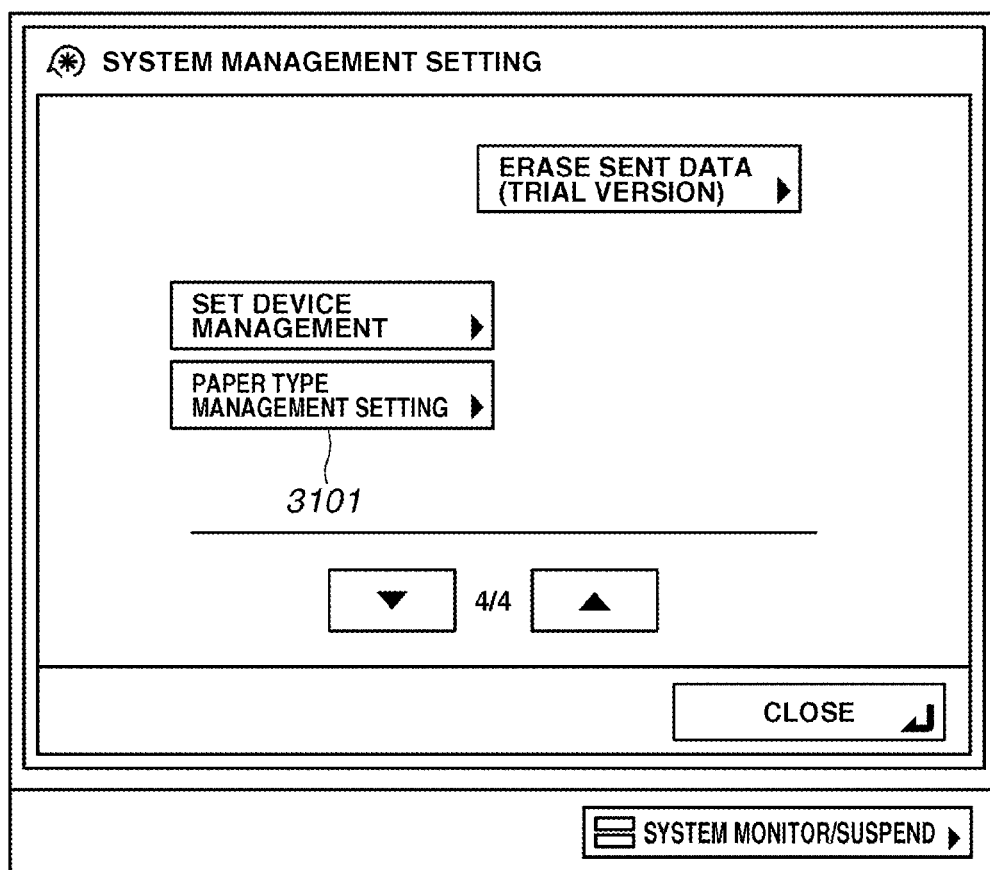 SYSTEM MANAGEMENT SETTING
ERASE SENT DATA
(TRIAL VERSION)
SET DEVICE
MANAGEMENT
PAPER TYPE
MANAGEMENT SETTING
3101
4/4
CLOSE
SYSTEM MONITOR/SUSPEND